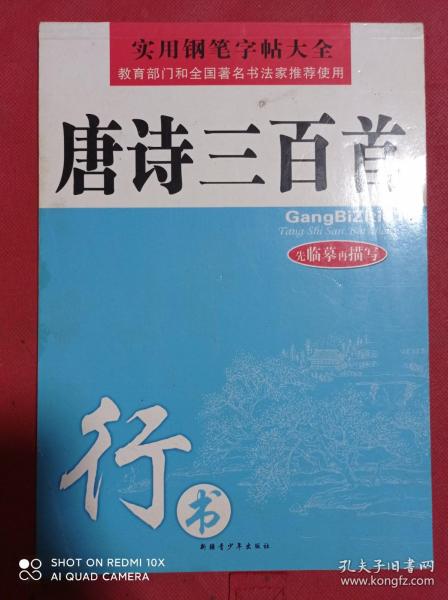 实用钢笔字帖大全
教育部门和全国著名书法家推荐使用
唐诗三百首
GangBiZi
Tang Shi San
先临摹再描写
行
书
新疆青少年出版社
SHOT ON REDMI 10X
AI QUAD CAMERA
孔夫子旧书网
www.kongfz.com